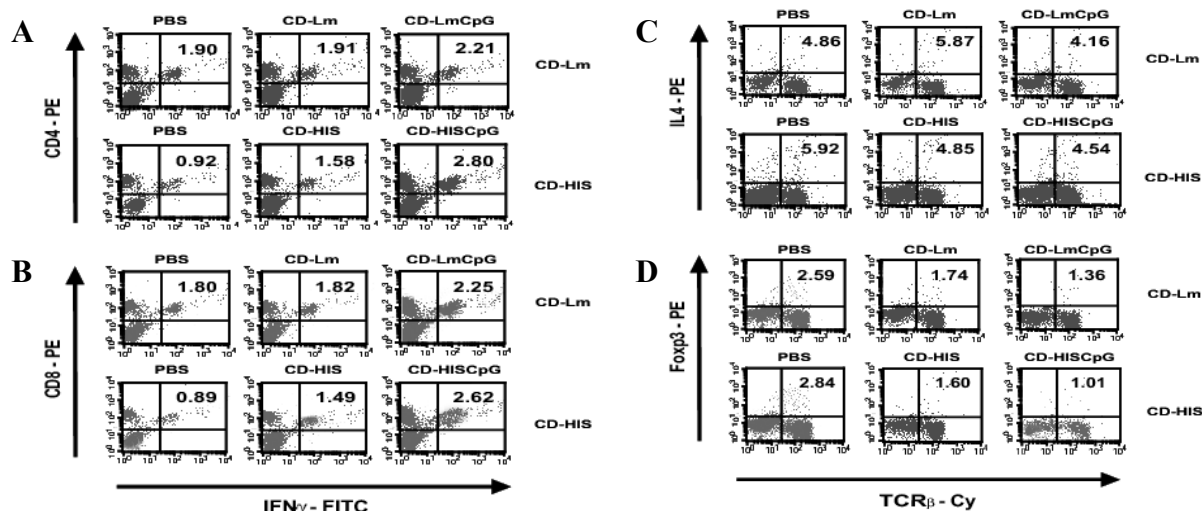 A
PBS CD-Lm CD-LmCpG
1.90 1.91 2.21
CD-Lm
PBS CD-HIS CD-HISCpG
0.92 1.58 2.80
CD-HIS
CD4 - PE
B
PBS CD-Lm CD-LmCpG
1.80 1.82 2.25
CD-Lm
PBS CD-HIS CD-HISCpG
0.89 1.49 2.62
CD-HIS
CD8 - PE
IFNγ - FITC
C
PBS CD-Lm CD-LmCpG
4.86 5.87 4.16
CD-Lm
PBS CD-HIS CD-HISCpG
5.92 4.85 4.54
CD-HIS
IL4 - PE
D
PBS CD-Lm CD-LmCpG
2.59 1.74 1.36
CD-Lm
PBS CD-HIS CD-HISCpG
2.84 1.60 1.01
CD-HIS
Foxp3 - PE
TCRβ - Cy